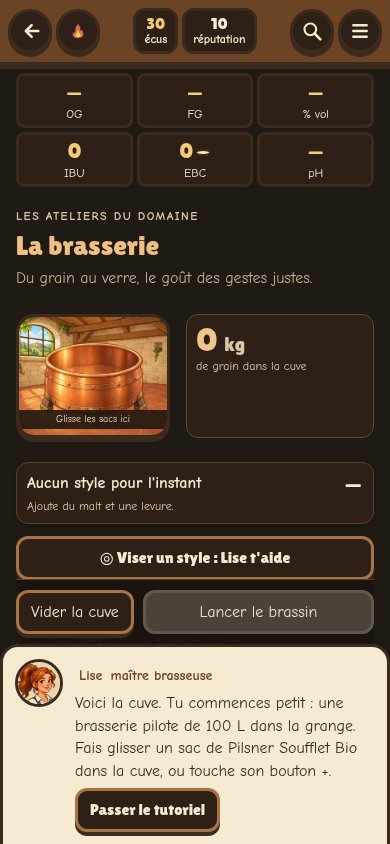 30
écus
10
réputation
—
OG
—
FG
—
% vol
0
IBU
0
EBC
—
pH
LES ATELIERS DU DOMAINE
La brasserie
Du grain au verre, le goût des gestes justes.
Glisse les sacs ici
0 kg
de grain dans la cuve
Aucun style pour l'instant
—
Ajoute du malt et une levure.
◎ Viser un style : Lise t'aide
Vider la cuve
Lancer le brassin
Lise maître brasseuse
Voici la cuve. Tu commences petit : une
brasserie pilote de 100 L dans la grange.
Fais glisser un sac de Pilsner Soufflet Bio
dans la cuve, ou touche son bouton +.
Passer le tutoriel